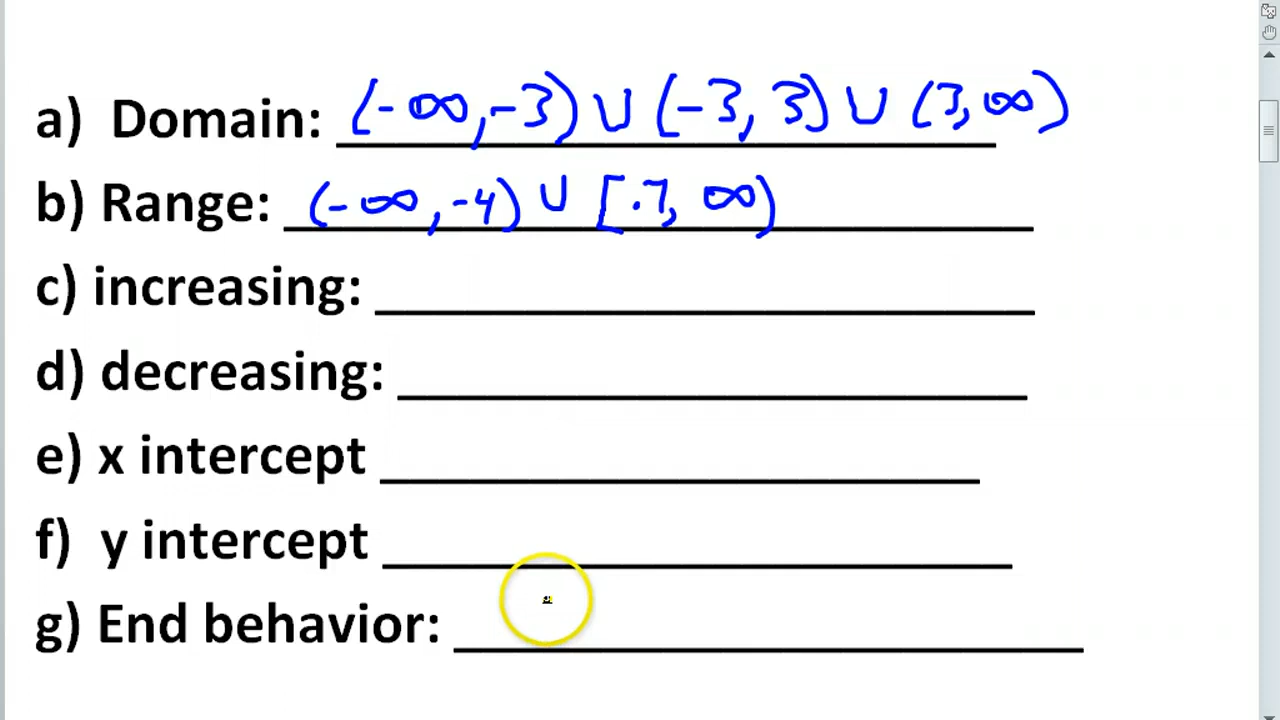 a) Domain: (-∞, -3) ∪ (-3, 3) ∪ (3, ∞)
b) Range: (-∞, -4) ∪ [.7, ∞)
c) increasing:
d) decreasing:
e) x intercept
f) y intercept
g) End behavior: